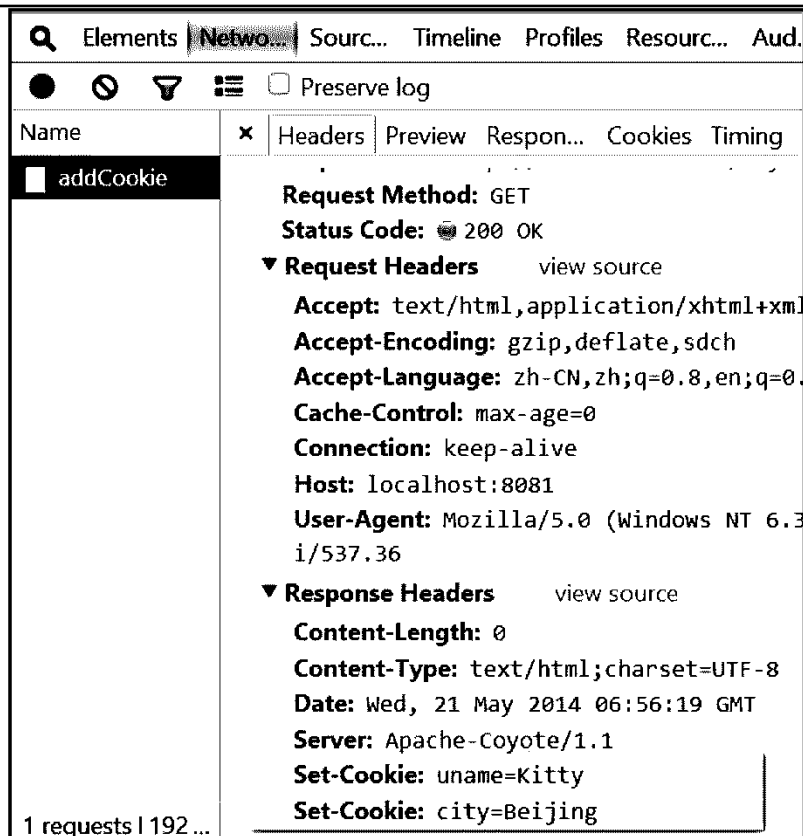 Elements Netwo... Sourc... Timeline Profiles Resourc... Aud.
Preserve log
Name
× Headers Preview Respon... Cookies Timing
addCookie
Request Method: GET
Status Code: 200 OK
▼ Request Headers view source
Accept: text/html,application/xhtml+xml
Accept-Encoding: gzip,deflate,sdch
Accept-Language: zh-CN,zh;q=0.8,en;q=0.
Cache-Control: max-age=0
Connection: keep-alive
Host: localhost:8081
User-Agent: Mozilla/5.0 (Windows NT 6.3
i/537.36
▼ Response Headers view source
Content-Length: 0
Content-Type: text/html;charset=UTF-8
Date: Wed, 21 May 2014 06:56:19 GMT
Server: Apache-Coyote/1.1
Set-Cookie: uname=Kitty
Set-Cookie: city=Beijing
1 requests | 192 ...